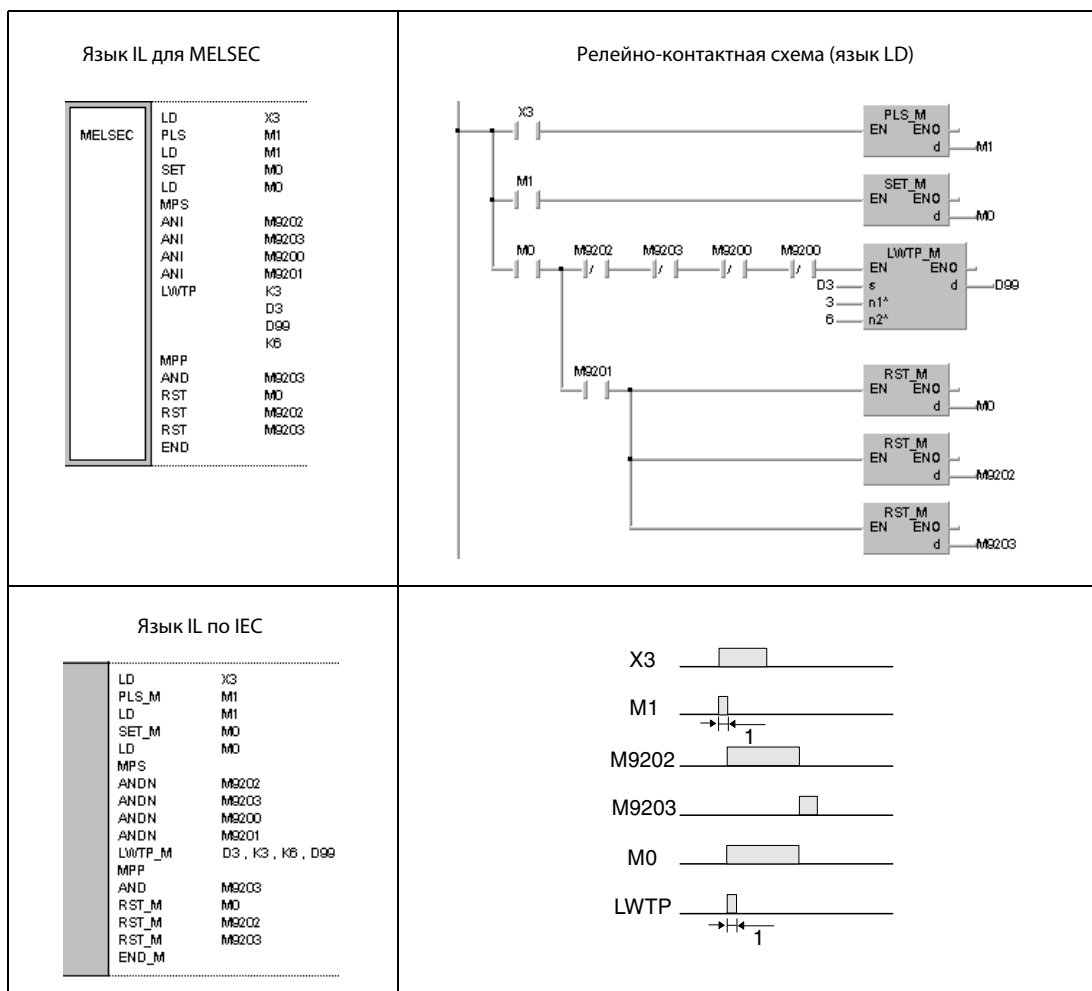 Язык IL для MELSEC
MELSEC
LD X3
PLS M1
LD M1
SET M0
LD M0
MPS
ANI M9202
ANI M9203
ANI M9200
ANI M9201
LWTP K3
D3
D99
K6
MPP
AND M9203
RST M0
RST M9202
RST M9203
END
Релейно-контактная схема (язык LD)
X3
PLS_M
EN ENO
d M1
M1
SET_M
EN ENO
d M0
M0 M9202 M9203 M9200 M9200
LWTP_M
EN ENO
D3 s d D99
3 n1^
6 n2^
M9201
RST_M
EN ENO
d M0
RST_M
EN ENO
d M9202
RST_M
EN ENO
d M9203
Язык IL по IEC
LD X3
PLS_M M1
LD M1
SET_M M0
LD M0
MPS
ANDN M9202
ANDN M9203
ANDN M9200
ANDN M9201
LWTP_M D3 , K3 , K6 , D99
MPP
AND M9203
RST_M M0
RST_M M9202
RST_M M9203
END_M
X3
M1
1
M9202
M9203
M0
LWTP
1